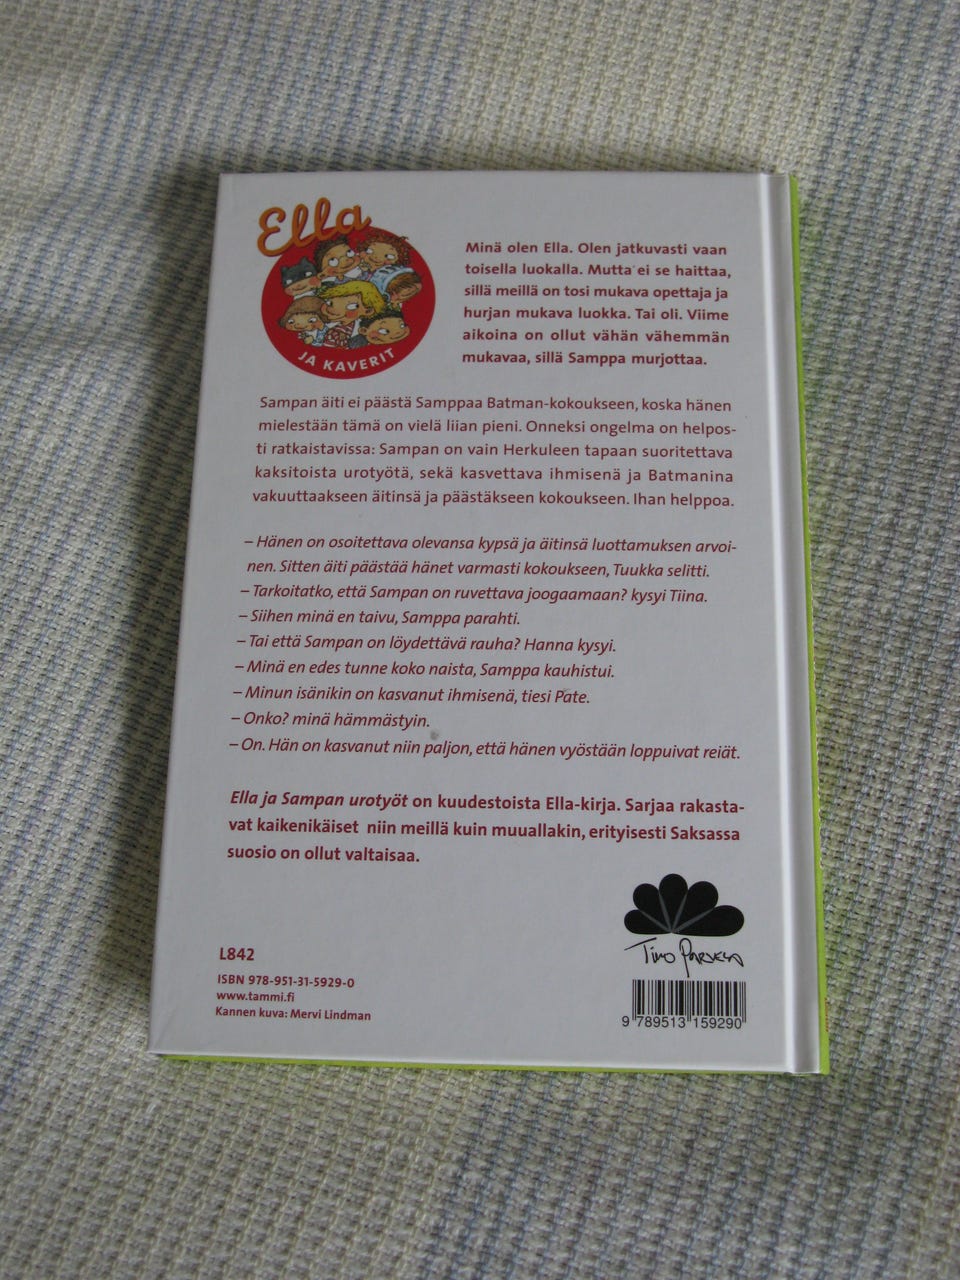 Ella
JA KAVERIT
Minä olen Ella. Olen jatkuvasti vaan
toisella luokalla. Mutta ei se haittaa,
sillä meillä on tosi mukava opettaja ja
hurjan mukava luokka. Tai oli. Viime
aikoina on ollut vähän vähemmän
mukavaa, sillä Samppa murjottaa.
Sampan äiti ei päästä Samppaa Batman-kokoukseen, koska hänen
mielestään tämä on vielä liian pieni. Onneksi ongelma on helpos-
ti ratkaistavissa: Sampan on vain Herkuleen tapaan suoritettava
kaksitoista urotyötä, sekä kasvettava ihmisenä ja Batmanina
vakuuttaakseen äitinsä ja päästäkseen kokoukseen. Ihan helppoa.
– Hänen on osoitettava olevansa kypsä ja äitinsä luottamuksen arvoi-
nen. Sitten äiti päästää hänet varmasti kokoukseen, Tuukka selitti.
– Tarkoitatko, että Sampan on ruvettava joogaamaan? kysyi Tiina.
– Siihen minä en taivu, Samppa parahti.
– Tai että Sampan on löydettävä rauha? Hanna kysyi.
– Minä en edes tunne koko naista, Samppa kauhistui.
– Minun isänikin on kasvanut ihmisenä, tiesi Pate.
– Onko? minä hämmästyin.
– On. Hän on kasvanut niin paljon, että hänen vyöstään loppuivat reiät.
Ella ja Sampan urotyöt on kuudestoista Ella-kirja. Sarjaa rakasta-
vat kaikenikäiset niin meillä kuin muuallakin, erityisesti Saksassa
suosio on ollut valtaisaa.
Timo Parvela
L842
ISBN 978-951-31-5929-0
www.tammi.fi
Kannen kuva: Mervi Lindman
9 789513 159290